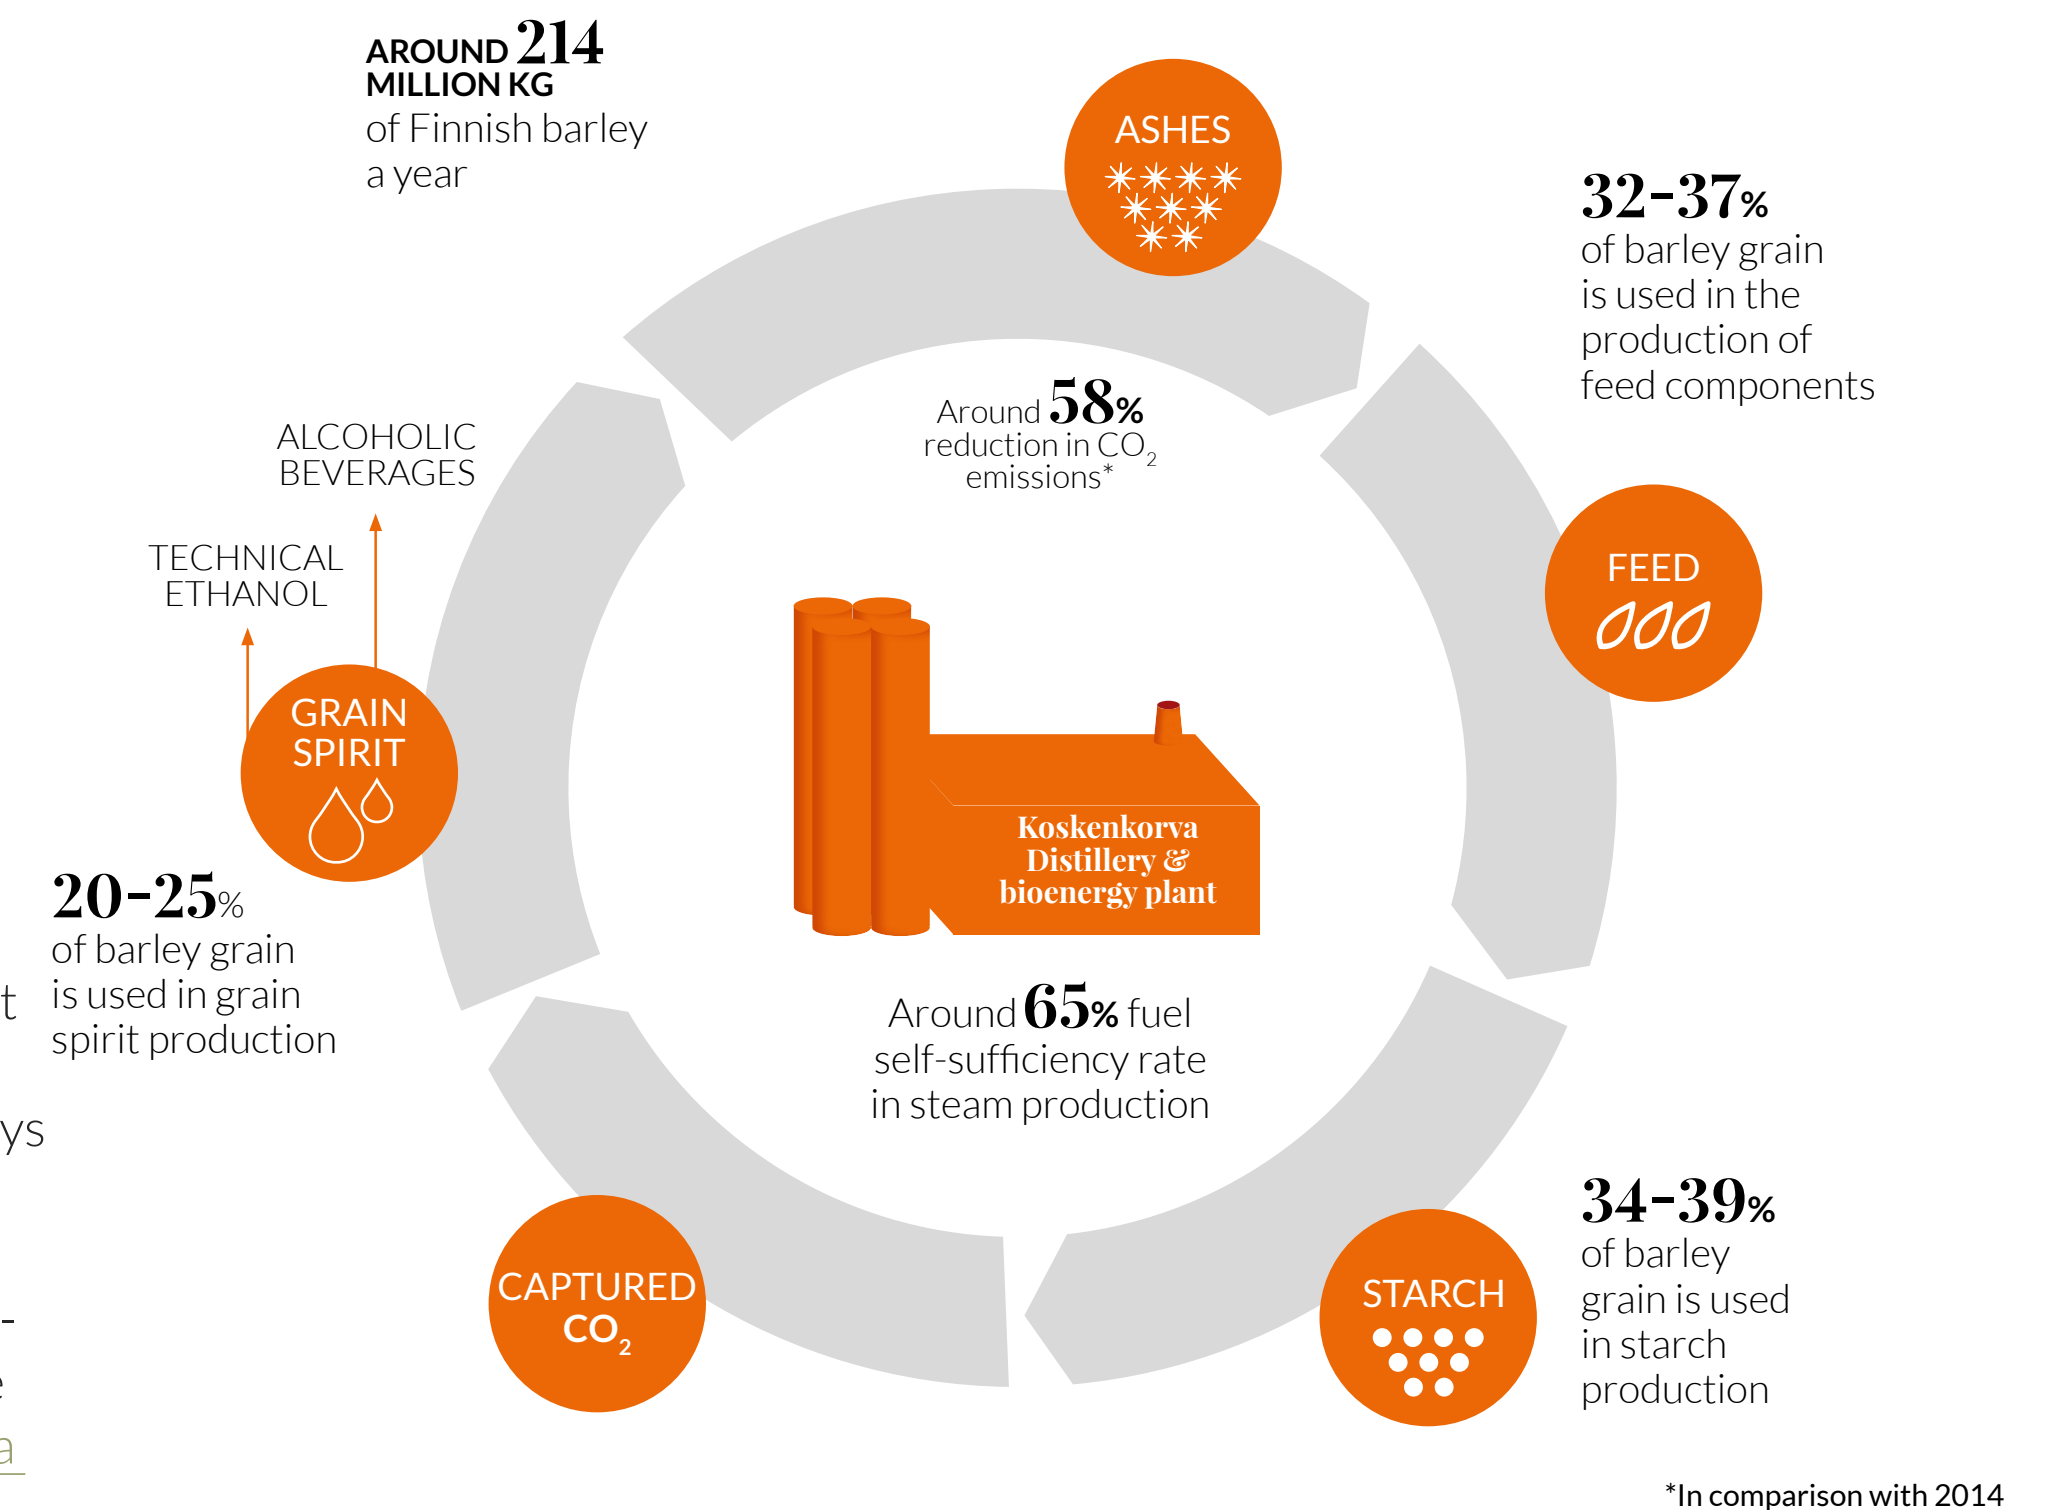 AROUND 214
MILLION KG
of Finnish barley
a year
ASHES
32-37%
of barley grain
is used in the
production of
feed components
Around 58%
reduction in CO₂
emissions*
ALCOHOLIC
BEVERAGES
TECHNICAL
ETHANOL
FEED
GRAIN
SPIRIT
Koskenkorva
Distillery &
bioenergy plant
20-25%
of barley grain
is used in grain
spirit production
t
ys
-
e
a
Around 65% fuel
self-sufficiency rate
in steam production
CAPTURED
CO₂
STARCH
34-39%
of barley
grain is used
in starch
production
*In comparison with 2014